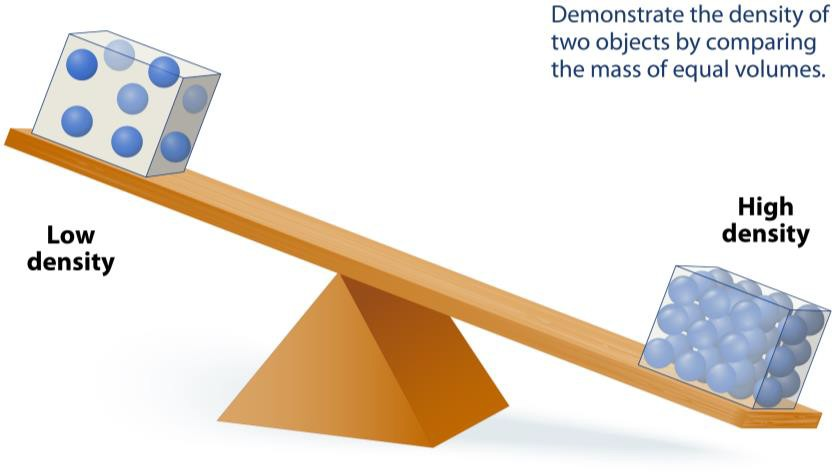 Demonstrate the density of
two objects by comparing
the mass of equal volumes.
High
density
Low
density